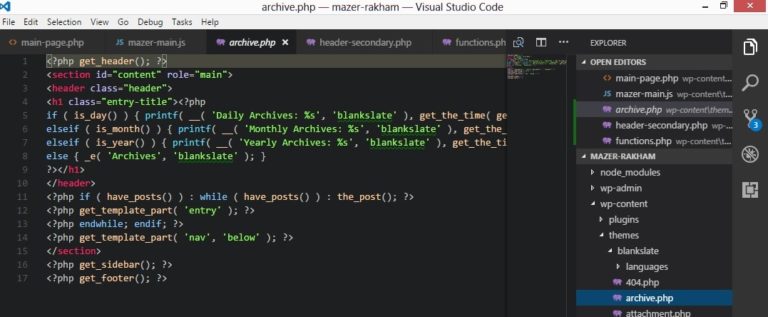 archive.php — mazer-rakham — Visual Studio Code
File Edit Selection View Go Help
main-page.php JS mazer-main.js archive.php header-secondary.php functions.php
1 <?php get_header(); ?>
2 <section id="content" role="main">
3 <header class="header">
4 <h1 class="entry-title"><?php
5 if ( is_day() ) { printf( __( 'Daily Archives: %s', 'blankslate' ), get_the_time( ge
6 elseif ( is_month() ) { printf( __( 'Monthly Archives: %s', 'blankslate' ), get_the_
7 elseif ( is_year() ) { printf( __( 'Yearly Archives: %s', 'blankslate' ), get_the_ti
8 else { _e( 'Archives', 'blankslate' ); }
9 ?></h1>
10 </header>
11 <?php if ( have_posts() ) : while ( have_posts() ) : the_post(); ?>
12 <?php get_template_part( 'entry' ); ?>
13 <?php endwhile; endif; ?>
14 <?php get_template_part( 'nav', 'below' ); ?>
15 </section>
16 <?php get_sidebar(); ?>
17 <?php get_footer(); ?>
EXPLORER
OPEN EDITORS
main-page.php wp-content...
JS mazer-main.js wp-content\t...
archive.php wp-content\them...
header-secondary.php wp-...
functions.php wp-content\th...
MAZER-RAKHAM
node_modules
wp-admin
wp-content
plugins
themes
blankslate
languages
404.php
archive.php
attachment.php
3